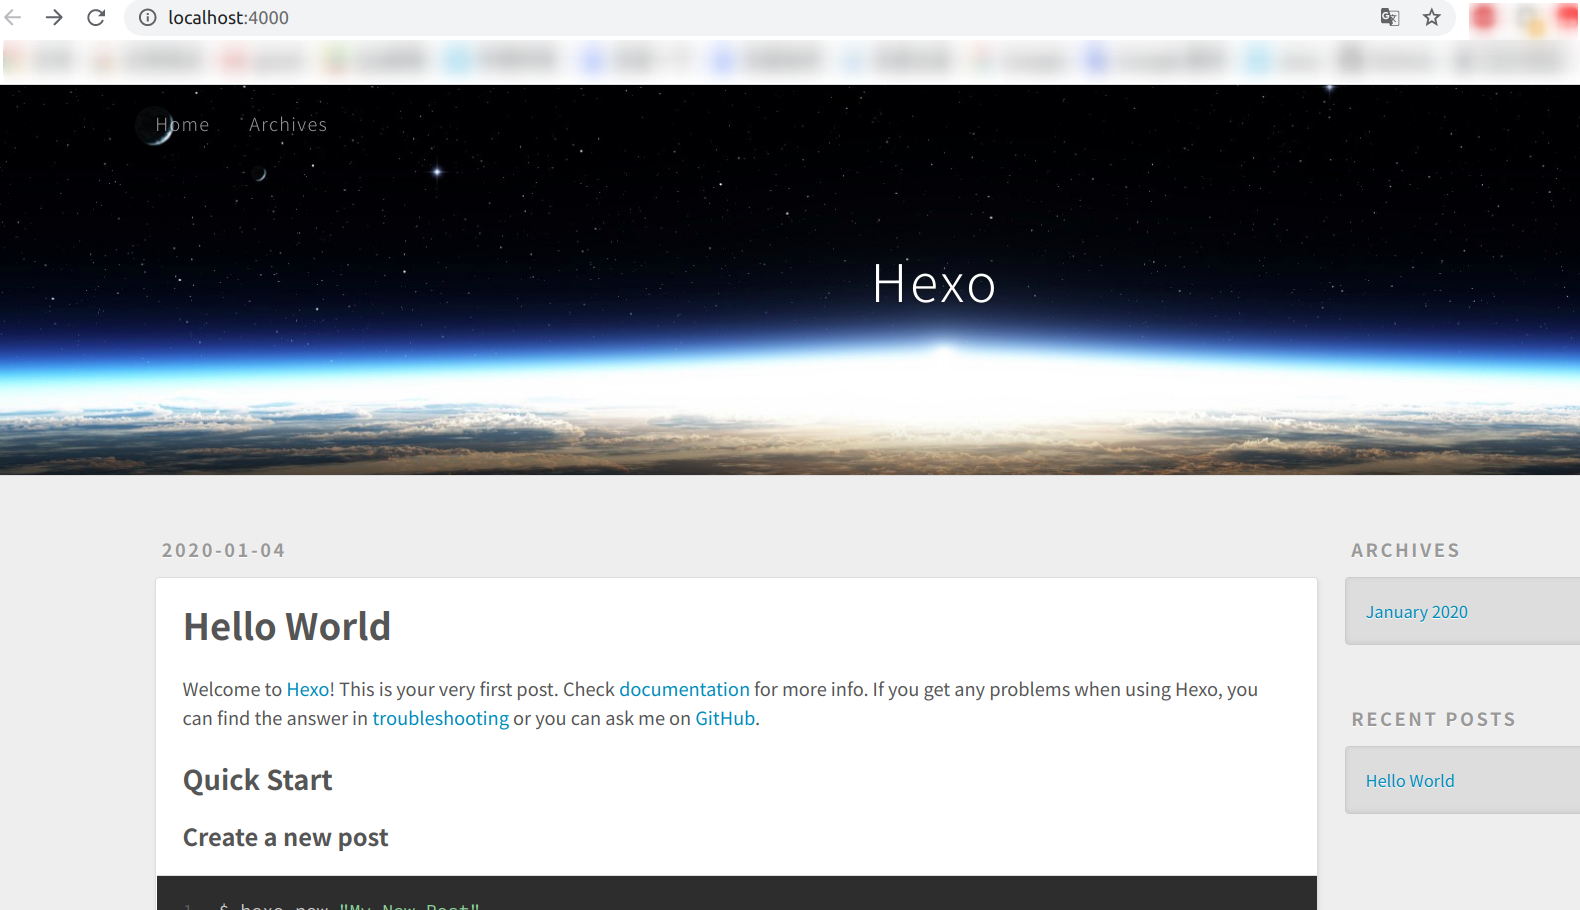 localhost:4000
Home Archives
Hexo
2020-01-04
Hello World
Welcome to Hexo! This is your very first post. Check documentation for more info. If you get any problems when using Hexo, you
can find the answer in troubleshooting or you can ask me on GitHub.
Quick Start
Create a new post
1 $ hexo new "My New Post"
ARCHIVES
January 2020
RECENT POSTS
Hello World